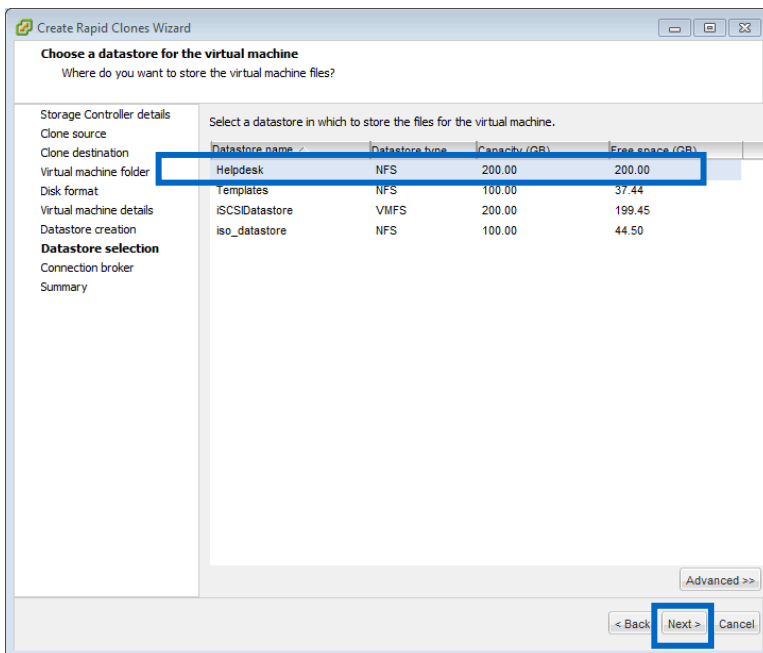 Create Rapid Clones Wizard
Choose a datastore for the virtual machine
Where do you want to store the virtual machine files?
Storage Controller details
Clone source
Clone destination
Virtual machine folder
Disk format
Virtual machine details
Datastore creation
Datastore selection
Connection broker
Summary
Select a datastore in which to store the files for the virtual machine.
Datastore name Datastore type Capacity (GB) Free space (GB)
Helpdesk NFS 200.00 200.00
Templates NFS 100.00 37.44
iSCSIDatastore VMFS 200.00 199.45
iso_datastore NFS 100.00 44.50
Advanced >>
< Back Next > Cancel